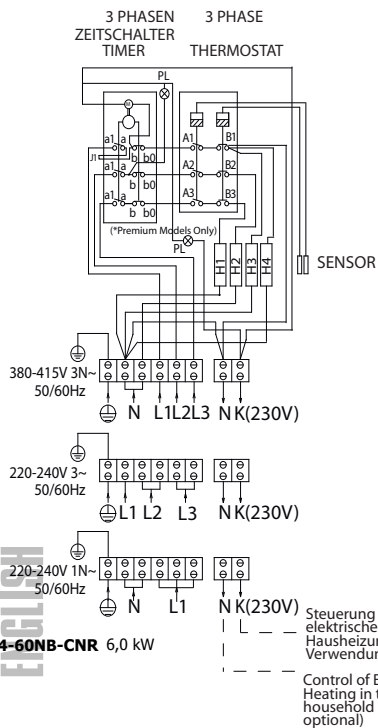 3 PHASEN
ZEITSCHALTER
TIMER
3 PHASE
THERMOSTAT
PL
M
a1 a b b0
J1
a1 a b b0
a1 a b b0
A1 B1
A2 B2
A3 B3
(*Premium Models Only)
PL
H1
H2
H3
H4
SENSOR
380-415V 3N~
50/60Hz
N L1 L2 L3 N K(230V)
220-240V 3~
50/60Hz
L1 L2 L3 N K(230V)
220-240V 1N~
50/60Hz
N L1 N K(230V)
ENGLISH
4-60NB-CNR 6,0 kW
Steuerung
elektrische
Hausheizun
Verwendun
Control of E
Heating in t
household
optional)